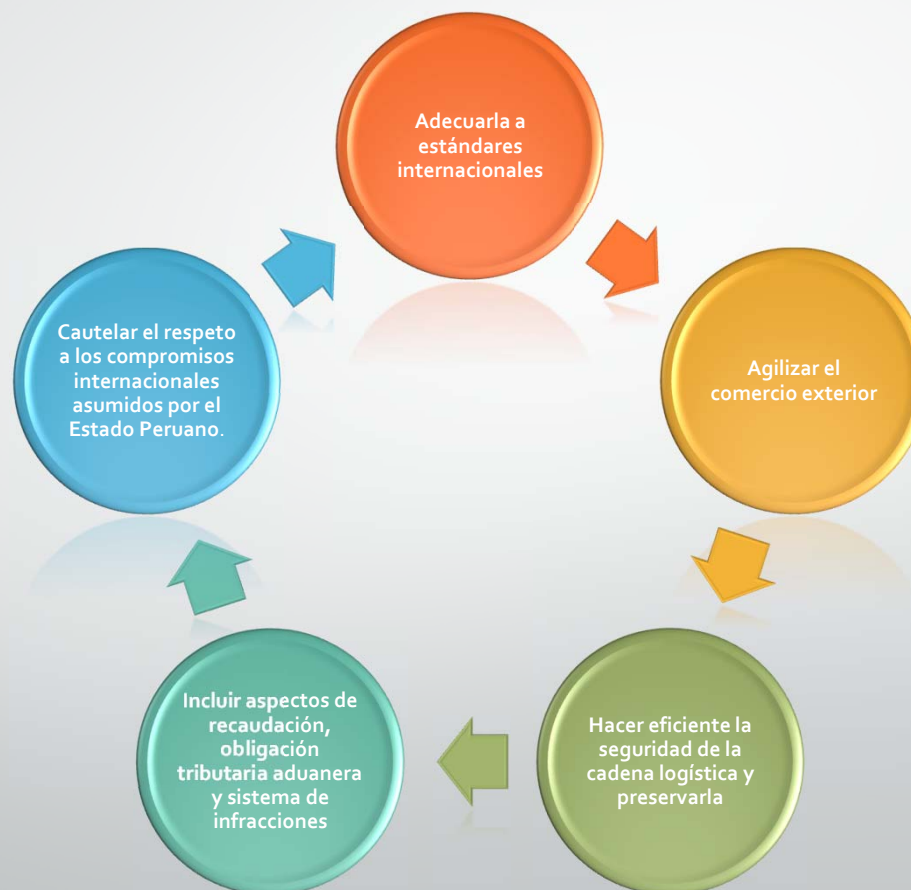 Adecuarla a
estándares
internacionales
Agilizar el
comercio exterior
Hacer eficiente la
seguridad de la
cadena logística y
preservarla
Incluir aspectos de
recaudación,
obligación
tributaria aduanera
y sistema de
infracciones
Cautelar el respeto
a los compromisos
internacionales
asumidos por el
Estado Peruano.